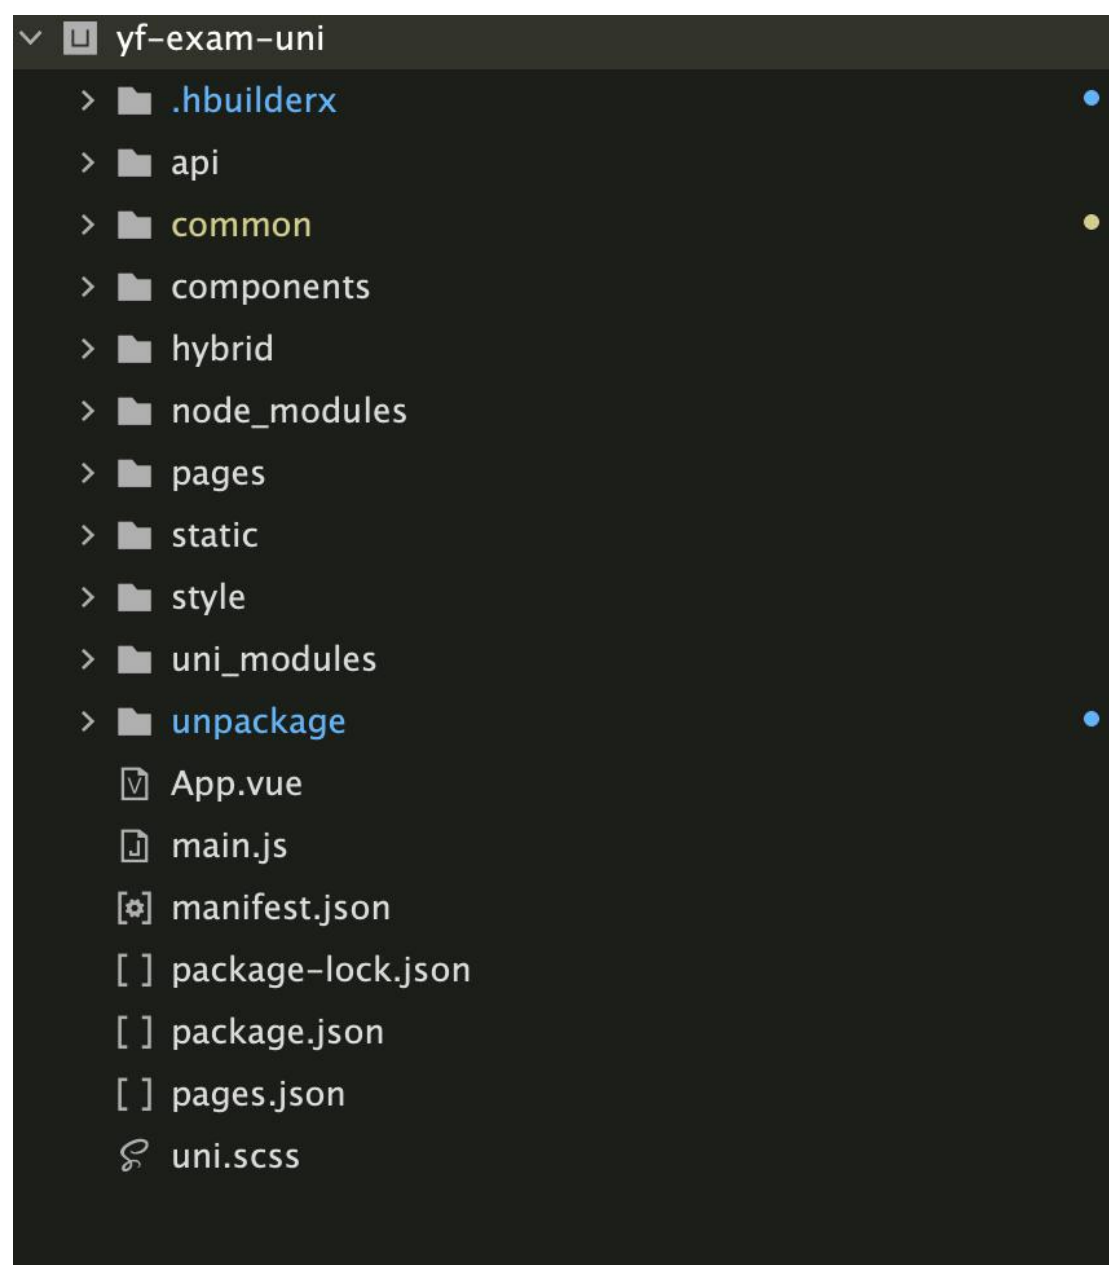 yf-exam-uni
.hbuilderx
api
common
components
hybrid
node_modules
pages
static
style
uni_modules
unpackage
App.vue
main.js
manifest.json
package-lock.json
package.json
pages.json
uni.scss